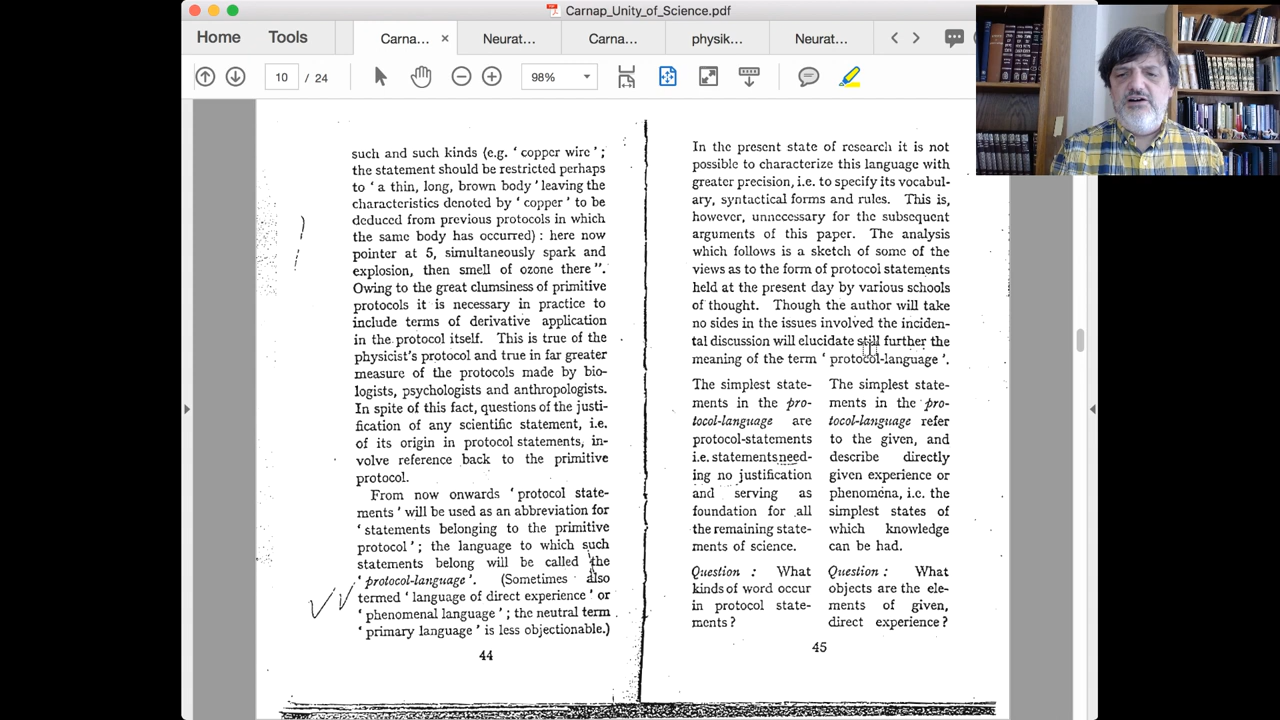 Carnap_Unity_of_Science.pdf
Home Tools Carna... × Neurat... Carna... physik... Neurat...
10 / 24 98%
such and such kinds (e.g. ‘ copper wire ’ ;
the statement should be restricted perhaps
to ‘ a thin, long, brown body ’ leaving the
characteristics denoted by ‘ copper ’ to be
deduced from previous protocols in which
the same body has occurred) : here now
pointer at 5, simultaneously spark and
explosion, then smell of ozone there ”.
Owing to the great clumsiness of primitive
protocols it is necessary in practice to
include terms of derivative application
in the protocol itself. This is true of the
physicist's protocol and true in far greater
measure of the protocols made by bio-
logists, psychologists and anthropologists.
In spite of this fact, questions of the justi-
fication of any scientific statement, i.e.
of its origin in protocol statements, in-
volve reference back to the primitive
protocol.
From now onwards ‘ protocol state-
ments ’ will be used as an abbreviation for
‘ statements belonging to the primitive
protocol ’ ; the language to which such
statements belong will be called the
‘ protocol-language ’. (Sometimes also
termed ‘ language of direct experience ’ or
‘ phenomenal language ’ ; the neutral term
‘ primary language ’ is less objectionable.)
44
In the present state of research it is not
possible to characterize this language with
greater precision, i.e. to specify its vocabul-
ary, syntactical forms and rules. This is,
however, unnecessary for the subsequent
arguments of this paper. The analysis
which follows is a sketch of some of the
views as to the form of protocol statements
held at the present day by various schools
of thought. Though the author will take
no sides in the issues involved the inciden-
tal discussion will elucidate still further the
meaning of the term ‘ protocol-language ’.
The simplest state-
ments in the pro-
tocol-language are
protocol-statements
i.e. statements need-
ing no justification
and serving as
foundation for all
the remaining state-
ments of science.
Question : What
kinds of word occur
in protocol state-
ments ?
The simplest state-
ments in the pro-
tocol-language refer
to the given, and
describe directly
given experience or
phenomena, i.e. the
simplest states of
which knowledge
can be had.
Question : What
objects are the ele-
ments of given,
direct experience ?
45